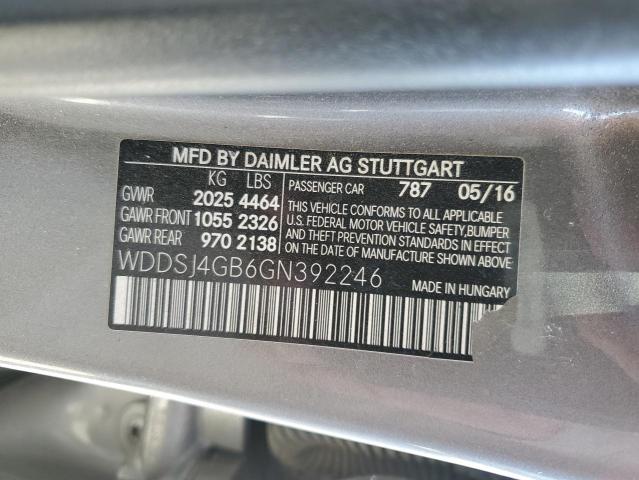 MFD BY DAIMLER AG STUTTGART
KG LBS
GVWR 2025 4464
GAWR FRONT 1055 2326
GAWR REAR 970 2138
PASSENGER CAR 787 05/16
THIS VEHICLE CONFORMS TO ALL APPLICABLE
U.S. FEDERAL MOTOR VEHICLE SAFETY, BUMPER
AND THEFT PREVENTION STANDARDS IN EFFECT
ON THE DATE OF MANUFACTURE SHOWN ABOVE
WDDSJ4GB6GN392246
MADE IN HUNGARY